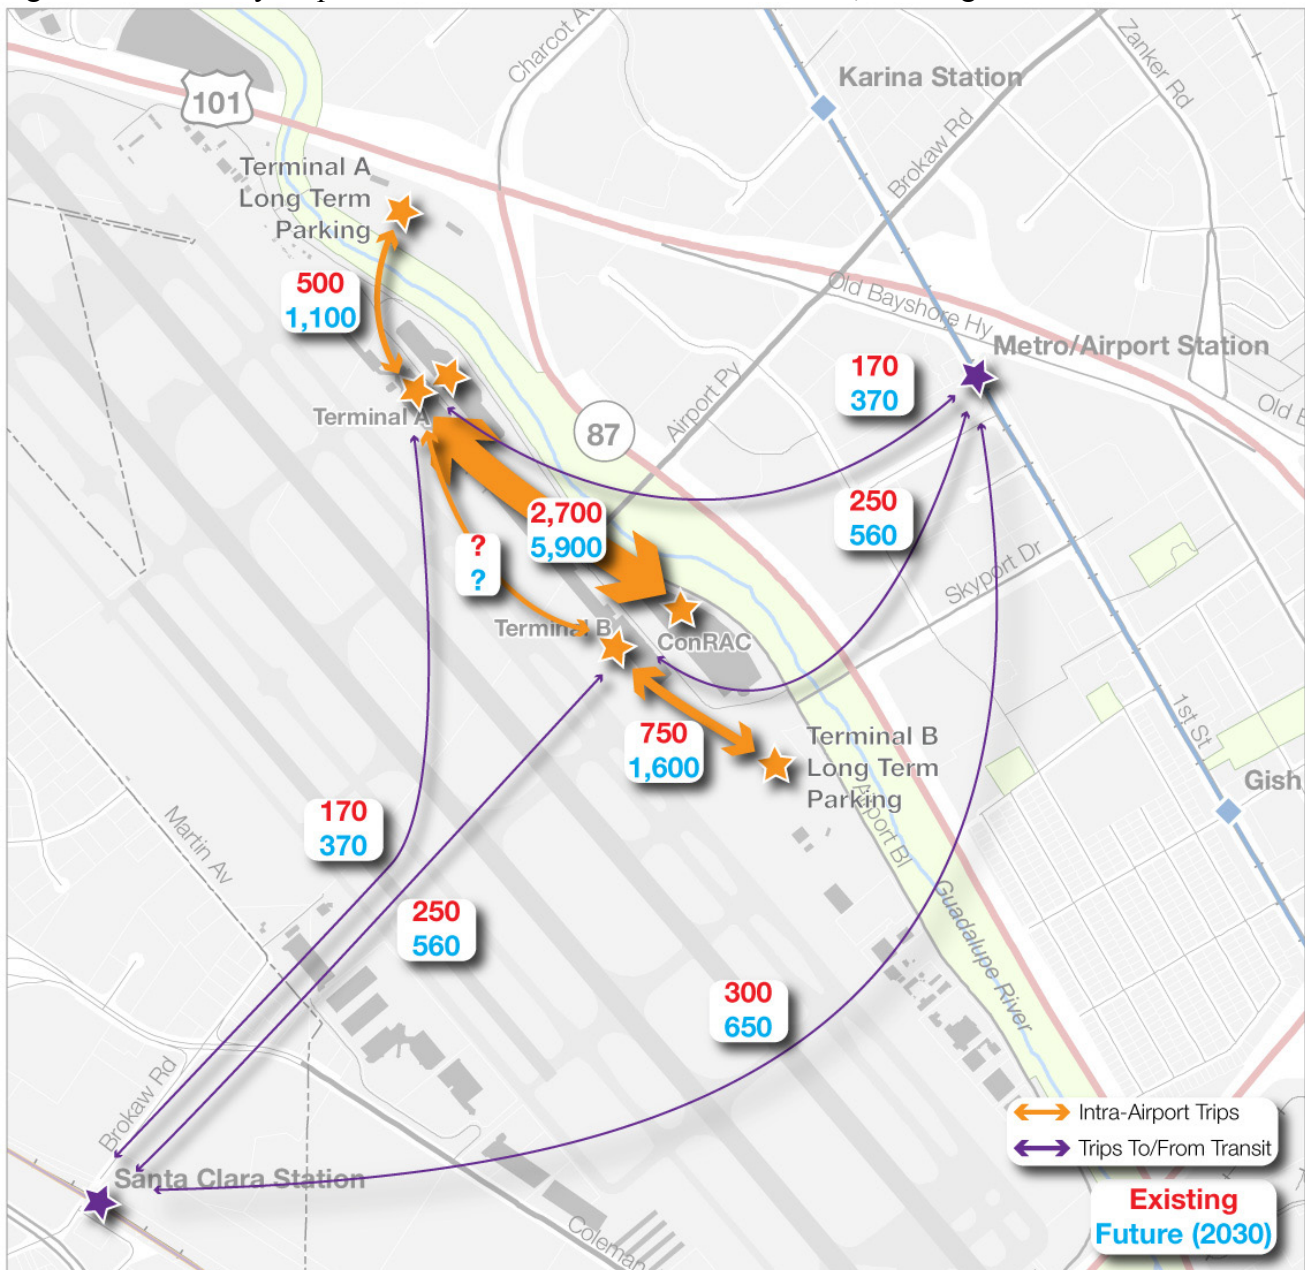 Charcot Av
Zanker Rd
Karina Station
101
Brokaw Rd
Terminal A
Long Term
Parking
500
1,100
Old Bayshore Hy
Metro/Airport Station
170
370
Airport Py
Terminal A
87
Old B
250
560
2,700
5,900
?
?
Skyport Dr
Terminal B
ConRAC
1st St
750
1,600
Terminal B
Long Term
Parking
Gish
Airport Bl
170
370
Martin Av
250
560
Guadalupe River
300
650
Brokaw Rd
Intra-Airport Trips
Trips To/From Transit
Santa Clara Station
Existing
Future (2030)
Coleman